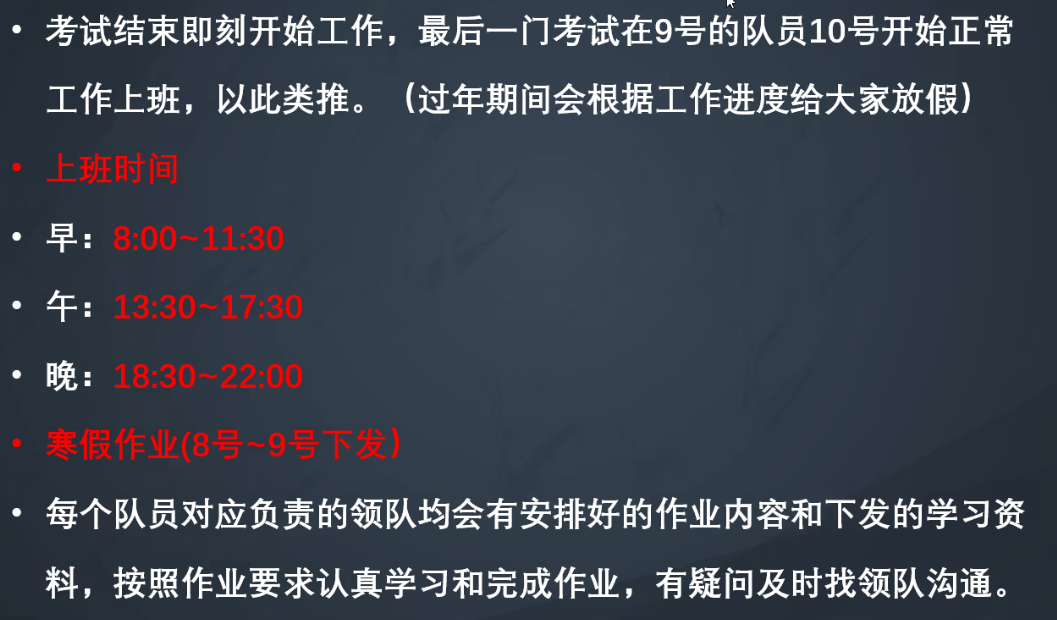 • 考试结束即刻开始工作，最后一门考试在9号的队员10号开始正常
工作上班，以此类推。（过年期间会根据工作进度给大家放假）
• 上班时间
• 早：8:00~11:30
• 午：13:30~17:30
• 晚：18:30~22:00
• 寒假作业(8号~9号下发）
• 每个队员对应负责的领队均会有安排好的作业内容和下发的学习资
料，按照作业要求认真学习和完成作业，有疑问及时找领队沟通。